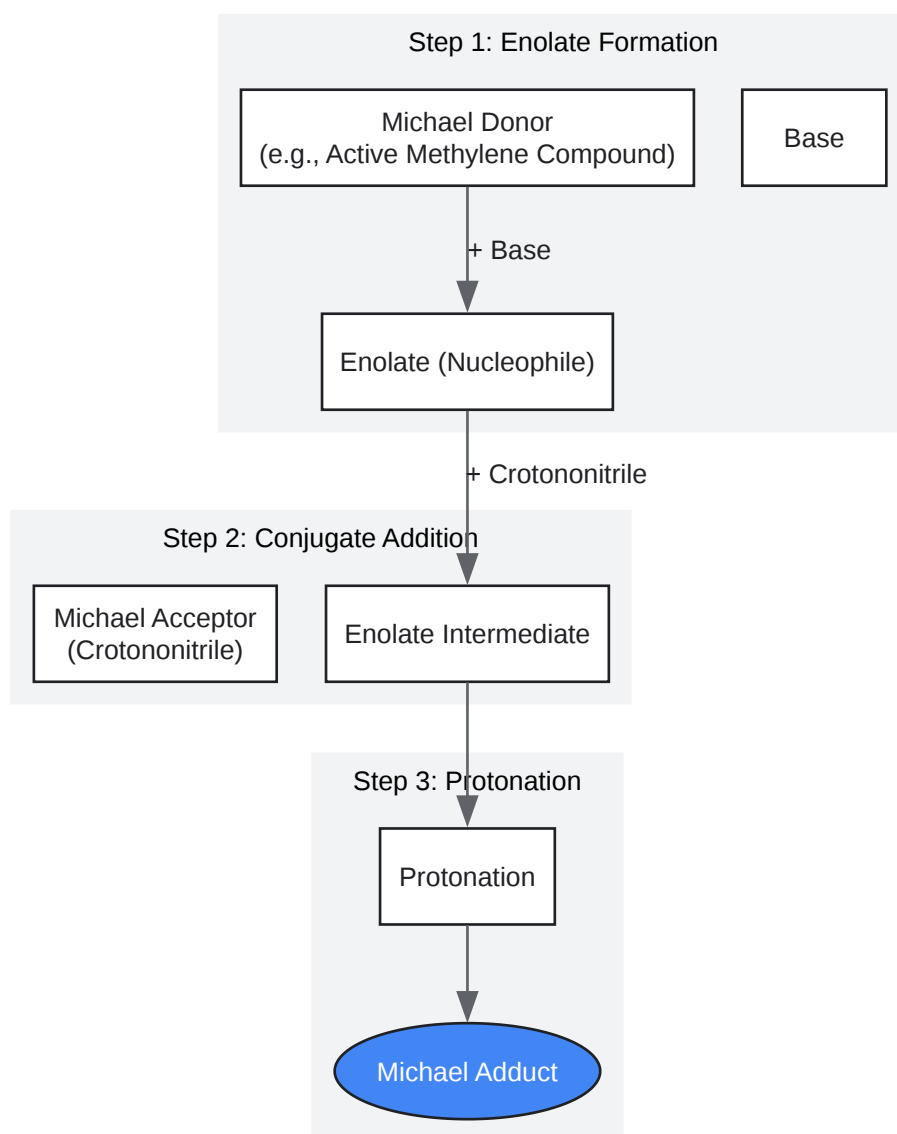 Step 1: Enolate Formation
Michael Donor
(e.g., Active Methylene Compound)
Base
+ Base
Enolate (Nucleophile)
+ Crotononitrile
Step 2: Conjugate Addition
Michael Acceptor
(Crotononitrile)
Enolate Intermediate
Step 3: Protonation
Protonation
Michael Adduct